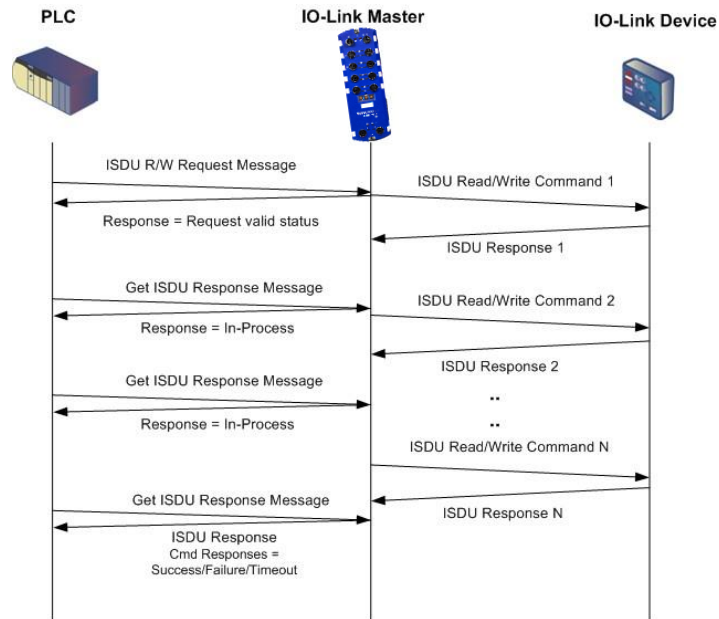 PLC
IO-Link Master
IO-Link Device
ISDU R/W Request Message
ISDU Read/Write Command 1
Response = Request valid status
ISDU Response 1
Get ISDU Response Message
ISDU Read/Write Command 2
Response = In-Process
ISDU Response 2
Get ISDU Response Message
..
Response = In-Process
..
ISDU Read/Write Command N
Get ISDU Response Message
ISDU Response N
ISDU Response
Cmd Responses =
Success/Failure/Timeout